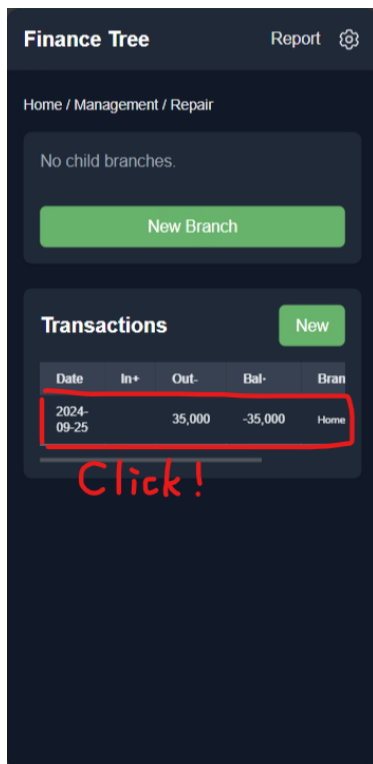 Finance Tree Report
Home / Management / Repair
No child branches.
New Branch
Transactions New
Date In+ Out- Bal· Bran
2024-
09-25 35,000 -35,000 Home
Click!